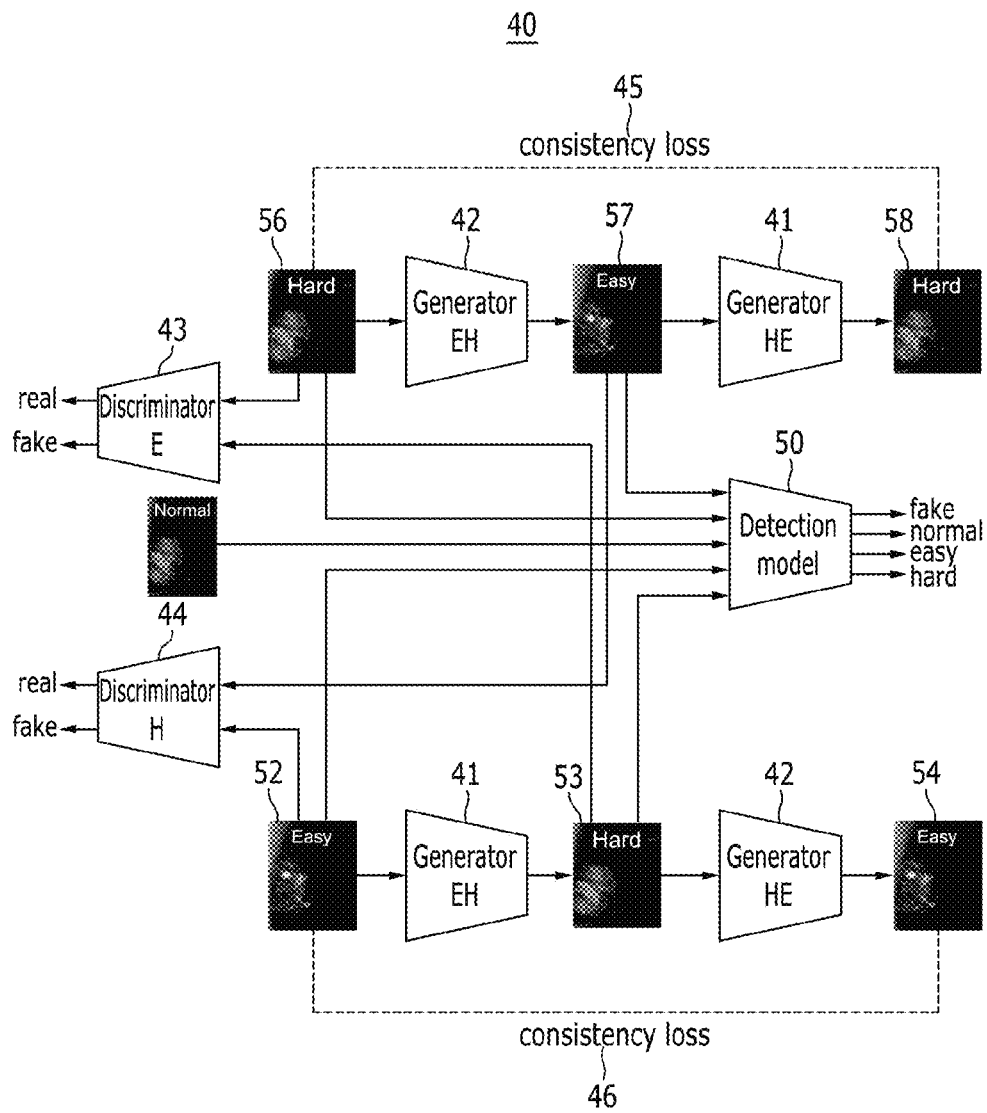 40
45
consistency loss
56
42
57
41
58
Hard
Generator
EH
Easy
Generator
HE
Hard
43
real
fake
Discriminator
E
Normal
50
Detection
model
fake
normal
easy
hard
44
real
fake
Discriminator
H
52
41
53
42
54
Easy
Generator
EH
Hard
Generator
HE
Easy
consistency loss
46